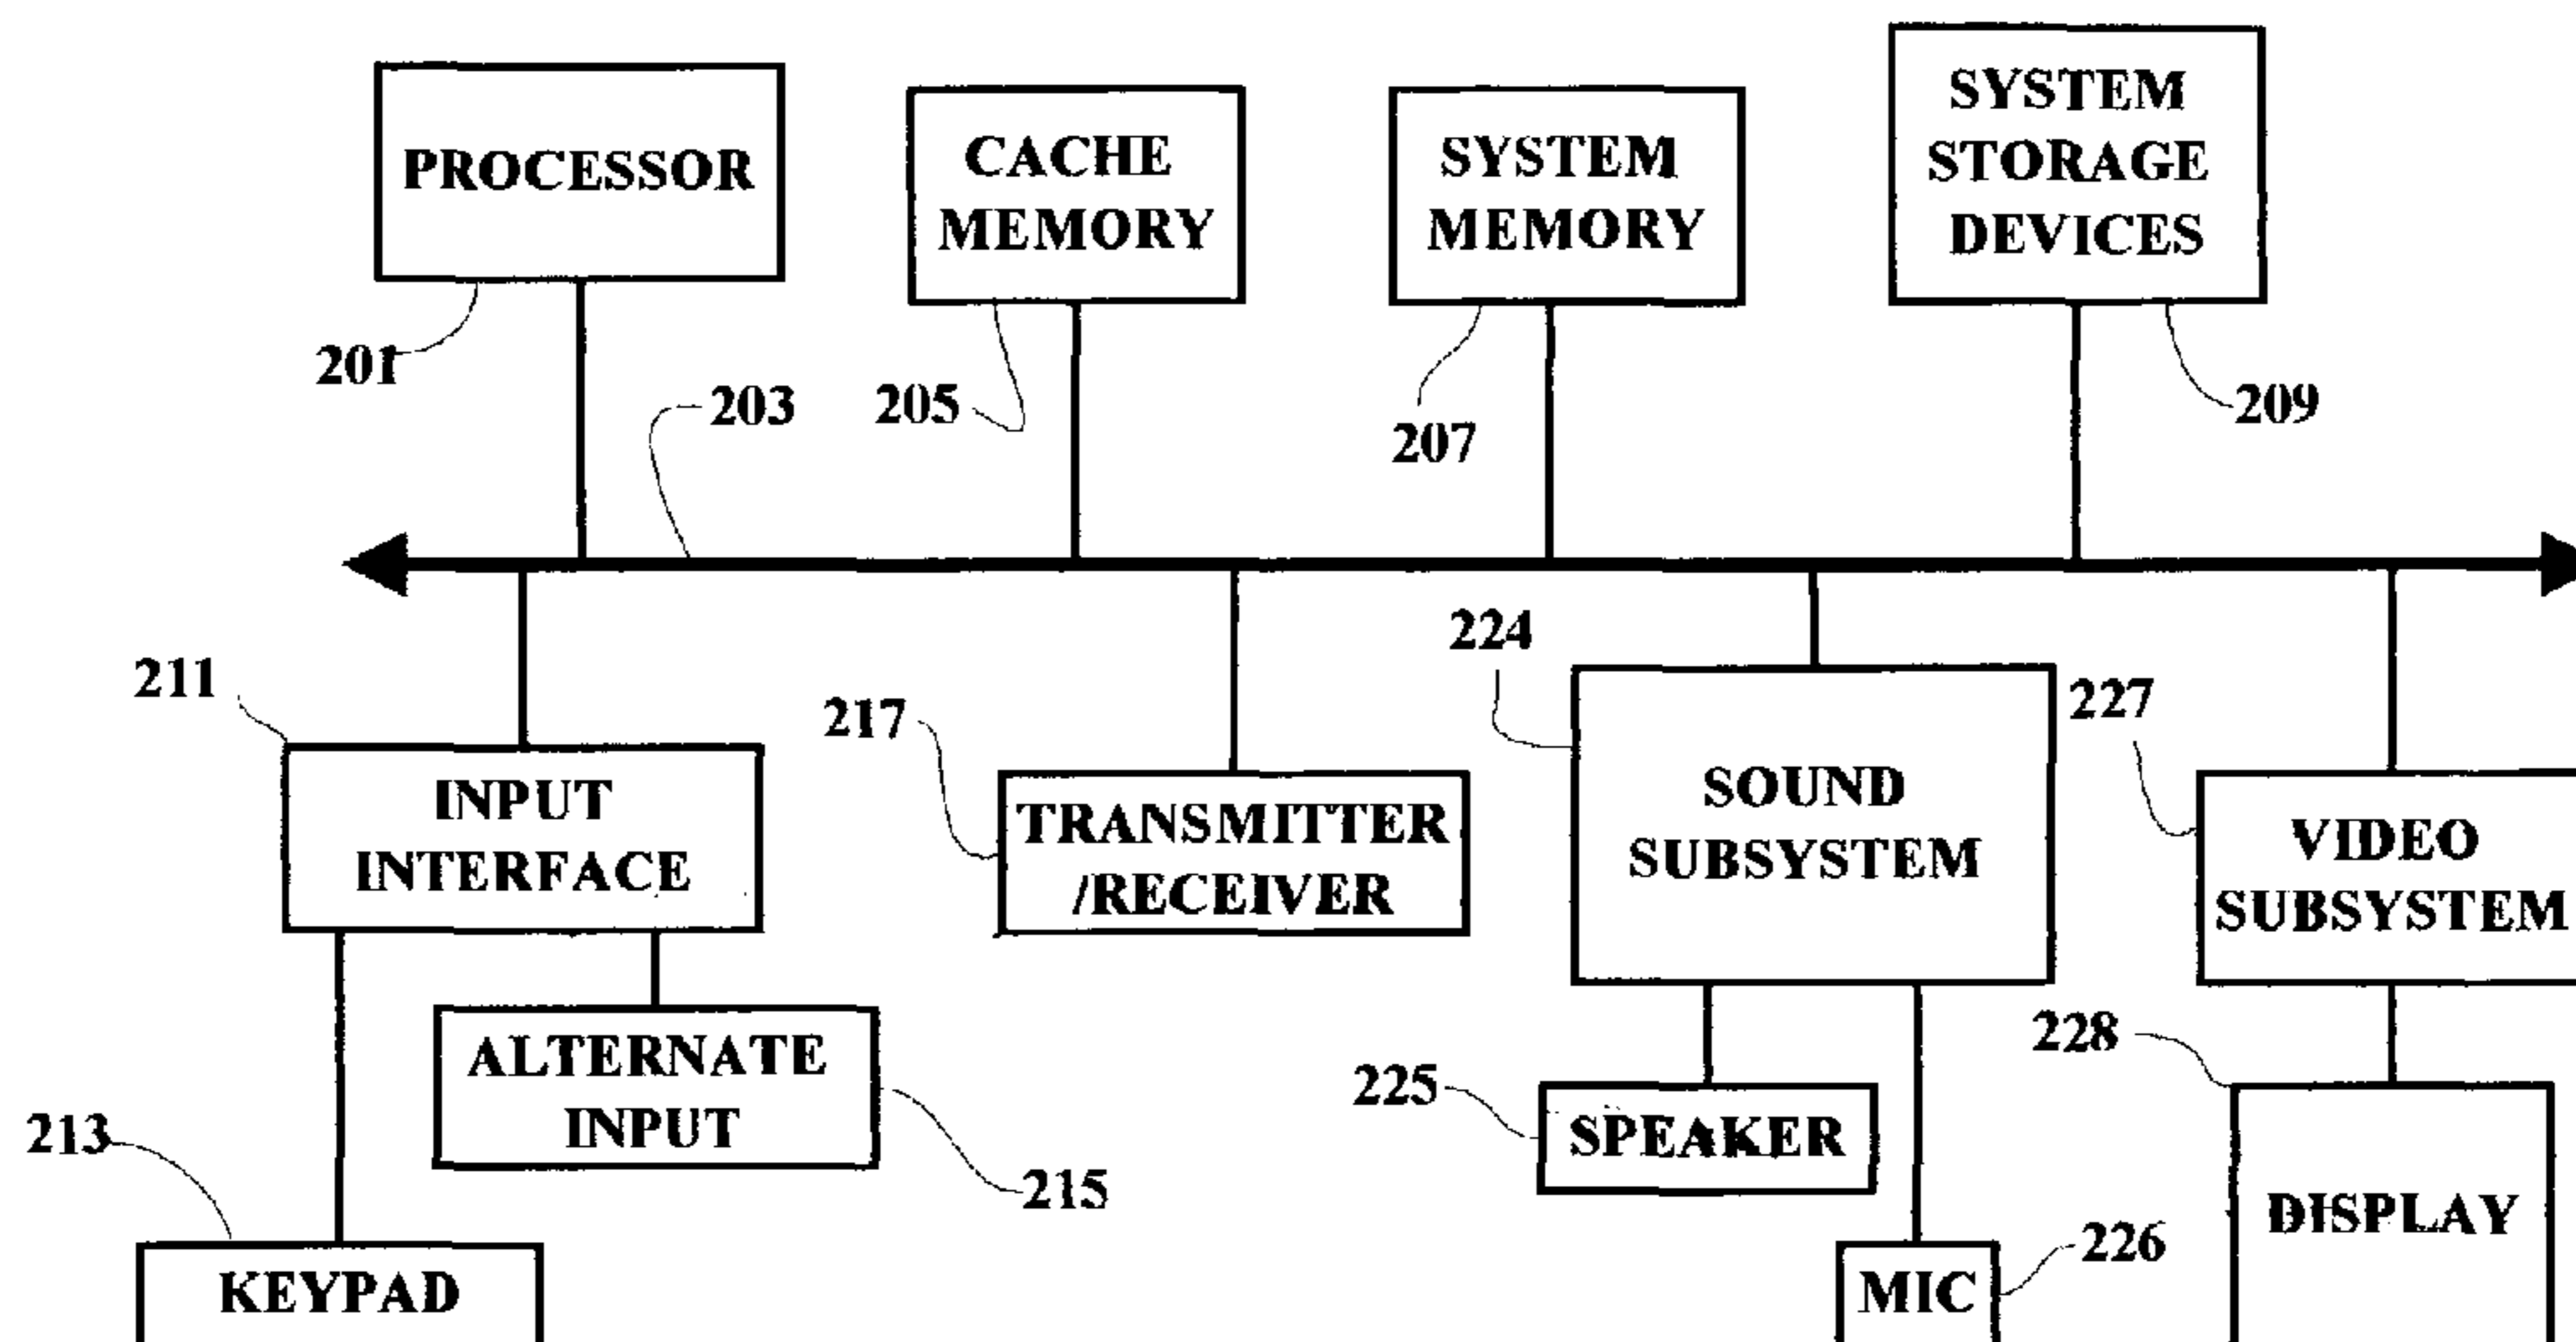 PROCESSOR
CACHE
MEMORY
SYSTEM
MEMORY
SYSTEM
STORAGE
DEVICES
201
203
205
207
209
211
INPUT
INTERFACE
217
TRANSMITTER
/RECEIVER
224
SOUND
SUBSYSTEM
227
VIDEO
SUBSYSTEM
213
ALTERNATE
INPUT
215
225
SPEAKER
228
DISPLAY
KEYPAD
MIC
226